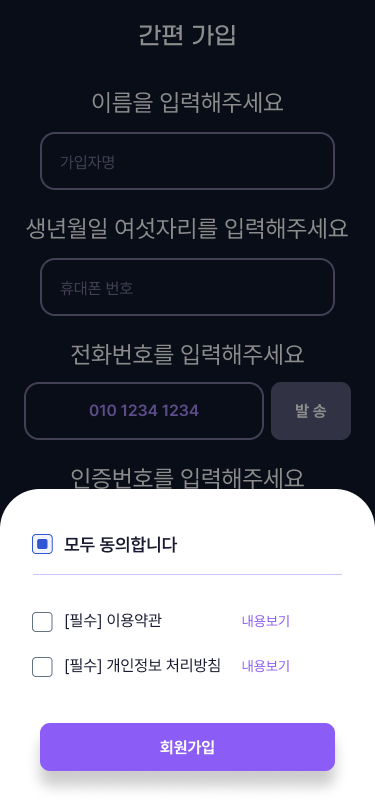 간편 가입
이름을 입력해주세요
가입자명
생년월일 여섯자리를 입력해주세요
휴대폰 번호
전화번호를 입력해주세요
010 1234 1234
발 송
인증번호를 입력해주세요
모두 동의합니다
[필수] 이용약관 내용보기
[필수] 개인정보 처리방침 내용보기
회원가입